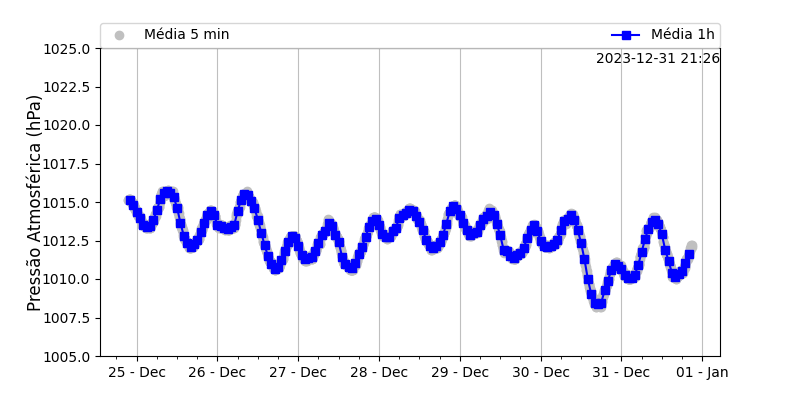 Média 5 min
Média 1h
2023-12-31 21:26
Pressão Atmosférica (hPa)
1025.0
1022.5
1020.0
1017.5
1015.0
1012.5
1010.0
1007.5
1005.0
25 - Dec
26 - Dec
27 - Dec
28 - Dec
29 - Dec
30 - Dec
31 - Dec
01 - Jan